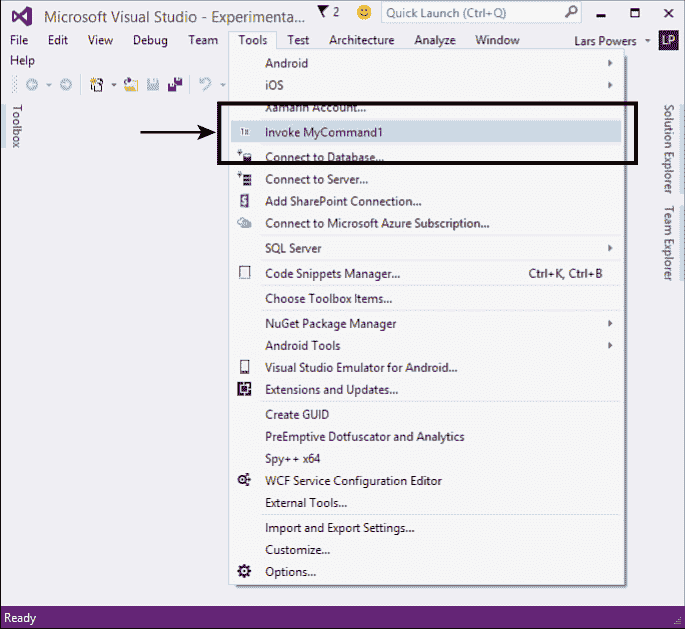 Microsoft Visual Studio - Experimenta...
2
Quick Launch (Ctrl+Q)
File Edit View Debug Team Tools Test Architecture Analyze Window Lars Powers LP
Help
Toolbox
Android
iOS
Xamarin Account...
Invoke MyCommand1
Connect to Database...
Connect to Server...
Add SharePoint Connection...
Connect to Microsoft Azure Subscription...
SQL Server
Code Snippets Manager... Ctrl+K, Ctrl+B
Choose Toolbox Items...
NuGet Package Manager
Android Tools
Visual Studio Emulator for Android...
Extensions and Updates...
Create GUID
PreEmptive Dotfuscator and Analytics
Spy++ x64
WCF Service Configuration Editor
External Tools...
Import and Export Settings...
Customize...
Options...
Solution Explorer
Team Explorer
Ready